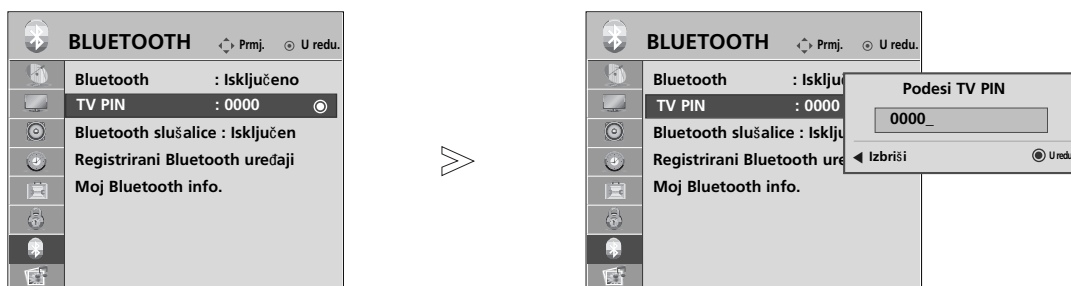 BLUETOOTH Prmj. U redu.
Bluetooth : Isključeno
TV PIN : 0000
Bluetooth slušalice : Isključen
Registrirani Bluetooth uređaji
Moj Bluetooth info.
BLUETOOTH Prmj. U redu.
Bluetooth : Isklju
TV PIN : 0000
Bluetooth slušalice : Isklju
Registrirani Bluetooth ure
Moj Bluetooth info.
Podesi TV PIN
0000_
Izbriši U redu